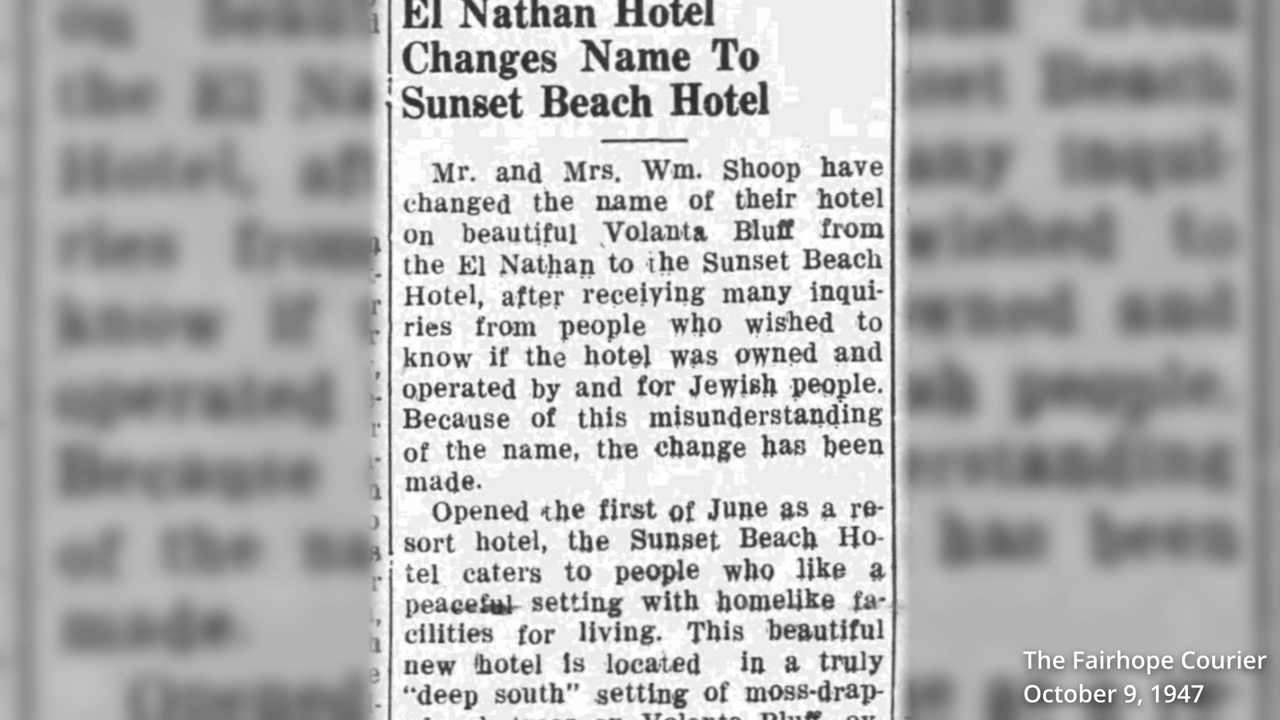 El Nathan Hotel
Changes Name To
Sunset Beach Hotel
Mr. and Mrs. Wm. Shoop have
changed the name of their hotel
on beautiful Volanta Bluff from
the El Nathan to the Sunset Beach
Hotel, after receiving many inqui-
ries from people who wished to
know if the hotel was owned and
operated by and for Jewish people.
Because of this misunderstanding
of the name, the change has been
made.
Opened the first of June as a re-
sort hotel, the Sunset Beach Ho-
tel caters to people who like a
peaceful setting with homelike fa-
cilities for living. This beautiful
new hotel is located in a truly
“deep south” setting of moss-drap-
The Fairhope Courier
October 9, 1947